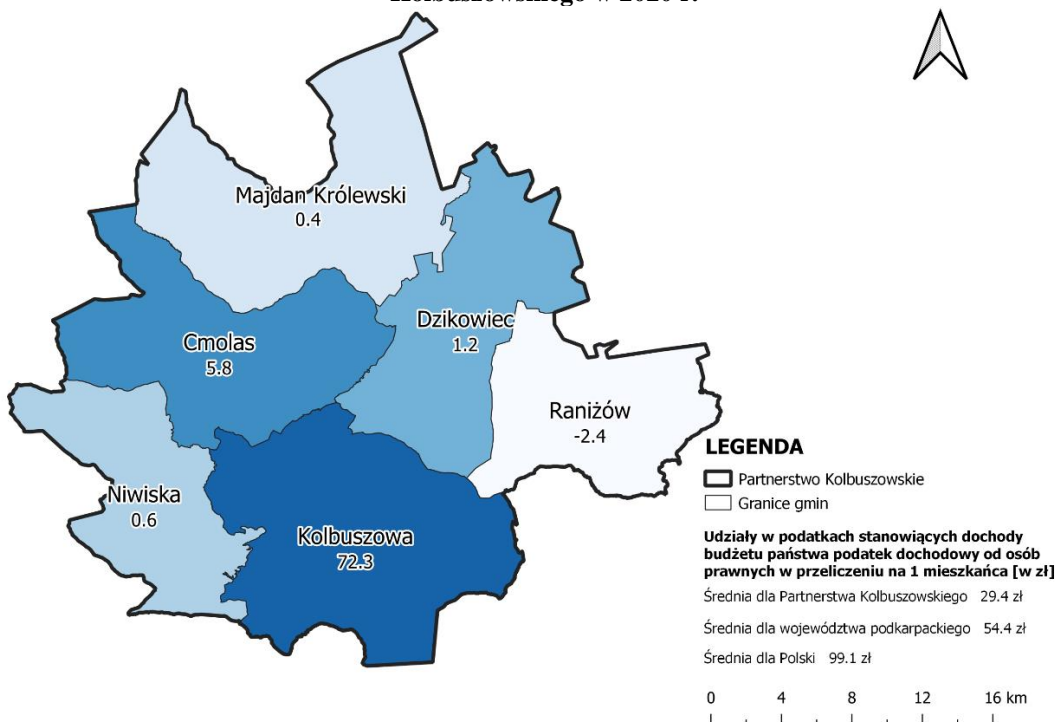 Kolbuszowskiego w 2020 r.
Majdan Królewski
0.4
Dzikowiec
1.2
Cmolas
5.8
Raniżów
-2.4
Niwiska
0.6
Kolbuszowa
72.3
LEGENDA
Partnerstwo Kolbuszowskie
Granice gmin
Udziały w podatkach stanowiących dochody
budżetu państwa podatek dochodowy od osób
prawnych w przeliczeniu na 1 mieszkańca [w zł]
Średnia dla Partnerstwa Kolbuszowskiego 29.4 zł
Średnia dla województwa podkarpackiego 54.4 zł
Średnia dla Polski 99.1 zł
0 4 8 12 16 km